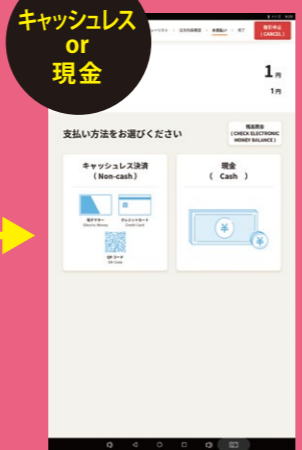 キャッシュレス
or
現金
取引中止
(CANCEL)
1円
1円
支払い方法をお選びください
残高照会
(CHECK ELECTRONIC
MONEY BALANCE)
キャッシュレス決済
(Non-cash)
現金
( Cash )
電子マネー
Electric Money
クレジットカード
Credit Card
QRコード
QR Code